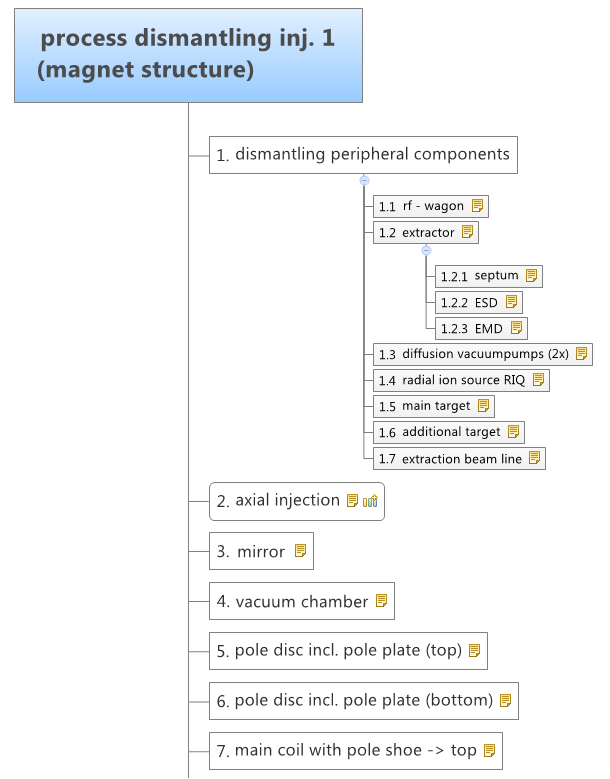 process dismantling inj. 1
(magnet structure)
1. dismantling peripheral components
1.1 rf - wagon
1.2 extractor
1.2.1 septum
1.2.2 ESD
1.2.3 EMD
1.3 diffusion vacuumpumps (2x)
1.4 radial ion source RIQ
1.5 main target
1.6 additional target
1.7 extraction beam line
2. axial injection
3. mirror
4. vacuum chamber
5. pole disc incl. pole plate (top)
6. pole disc incl. pole plate (bottom)
7. main coil with pole shoe -> top